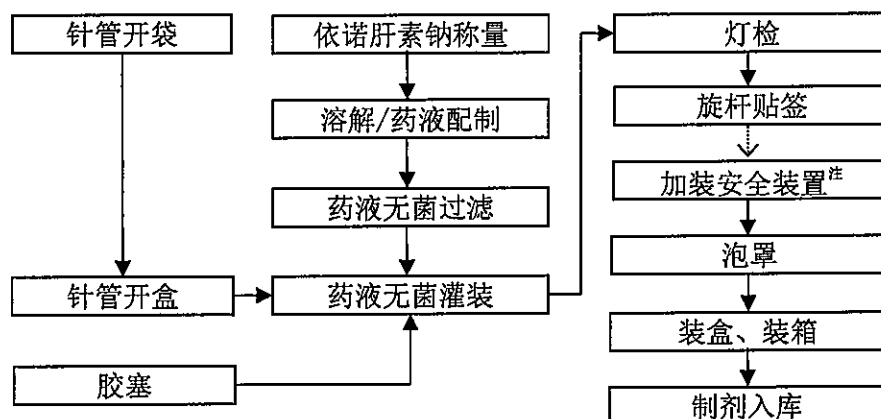 针管开袋
依诺肝素钠称量
溶解/药液配制
药液无菌过滤
针管开盒
药液无菌灌装
胶塞
灯检
旋杆贴签
加装安全装置注
泡罩
装盒、装箱
制剂入库